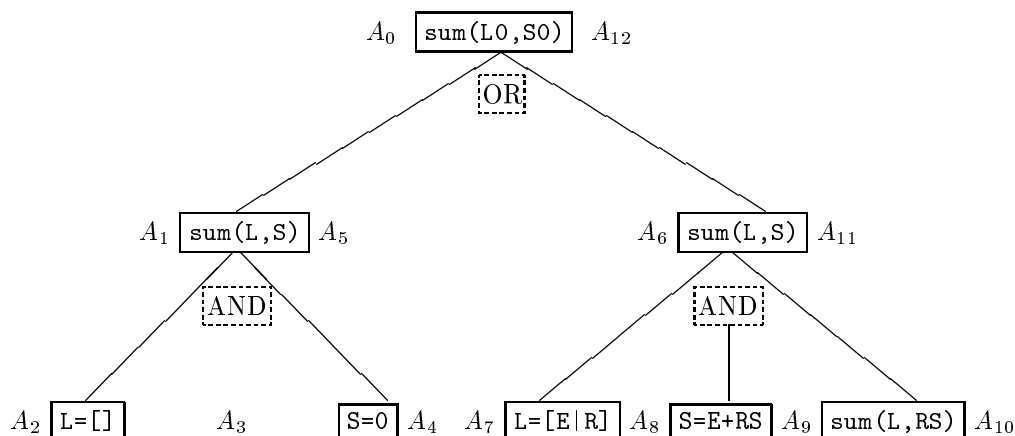 A0 sum(L0,S0) A12
OR
A1 sum(L,S) A5 A6 sum(L,S) A11
AND AND
A2 L=[] A3 S=0 A4 A7 L=[E|R] A8 S=E+RS A9 sum(L,RS) A10